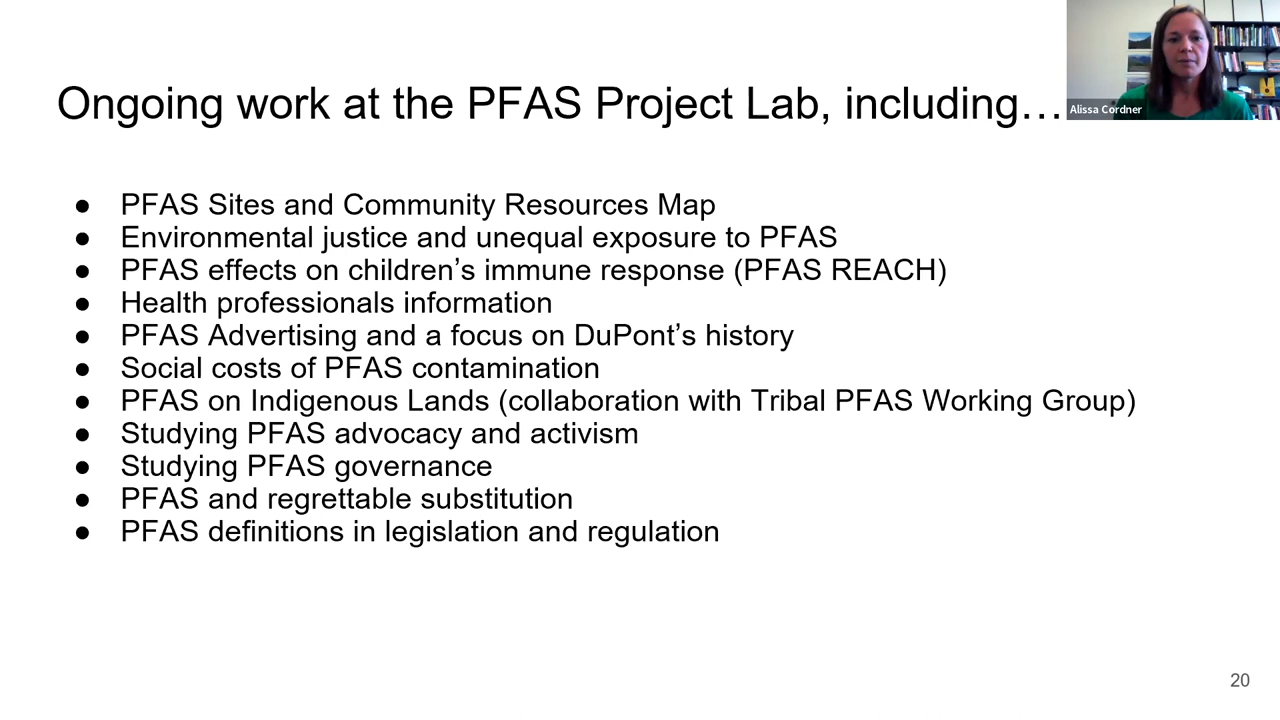 Ongoing work at the PFAS Project Lab, including…
Alissa Cordner
● PFAS Sites and Community Resources Map
● Environmental justice and unequal exposure to PFAS
● PFAS effects on children’s immune response (PFAS REACH)
● Health professionals information
● PFAS Advertising and a focus on DuPont’s history
● Social costs of PFAS contamination
● PFAS on Indigenous Lands (collaboration with Tribal PFAS Working Group)
● Studying PFAS advocacy and activism
● Studying PFAS governance
● PFAS and regrettable substitution
● PFAS definitions in legislation and regulation
20